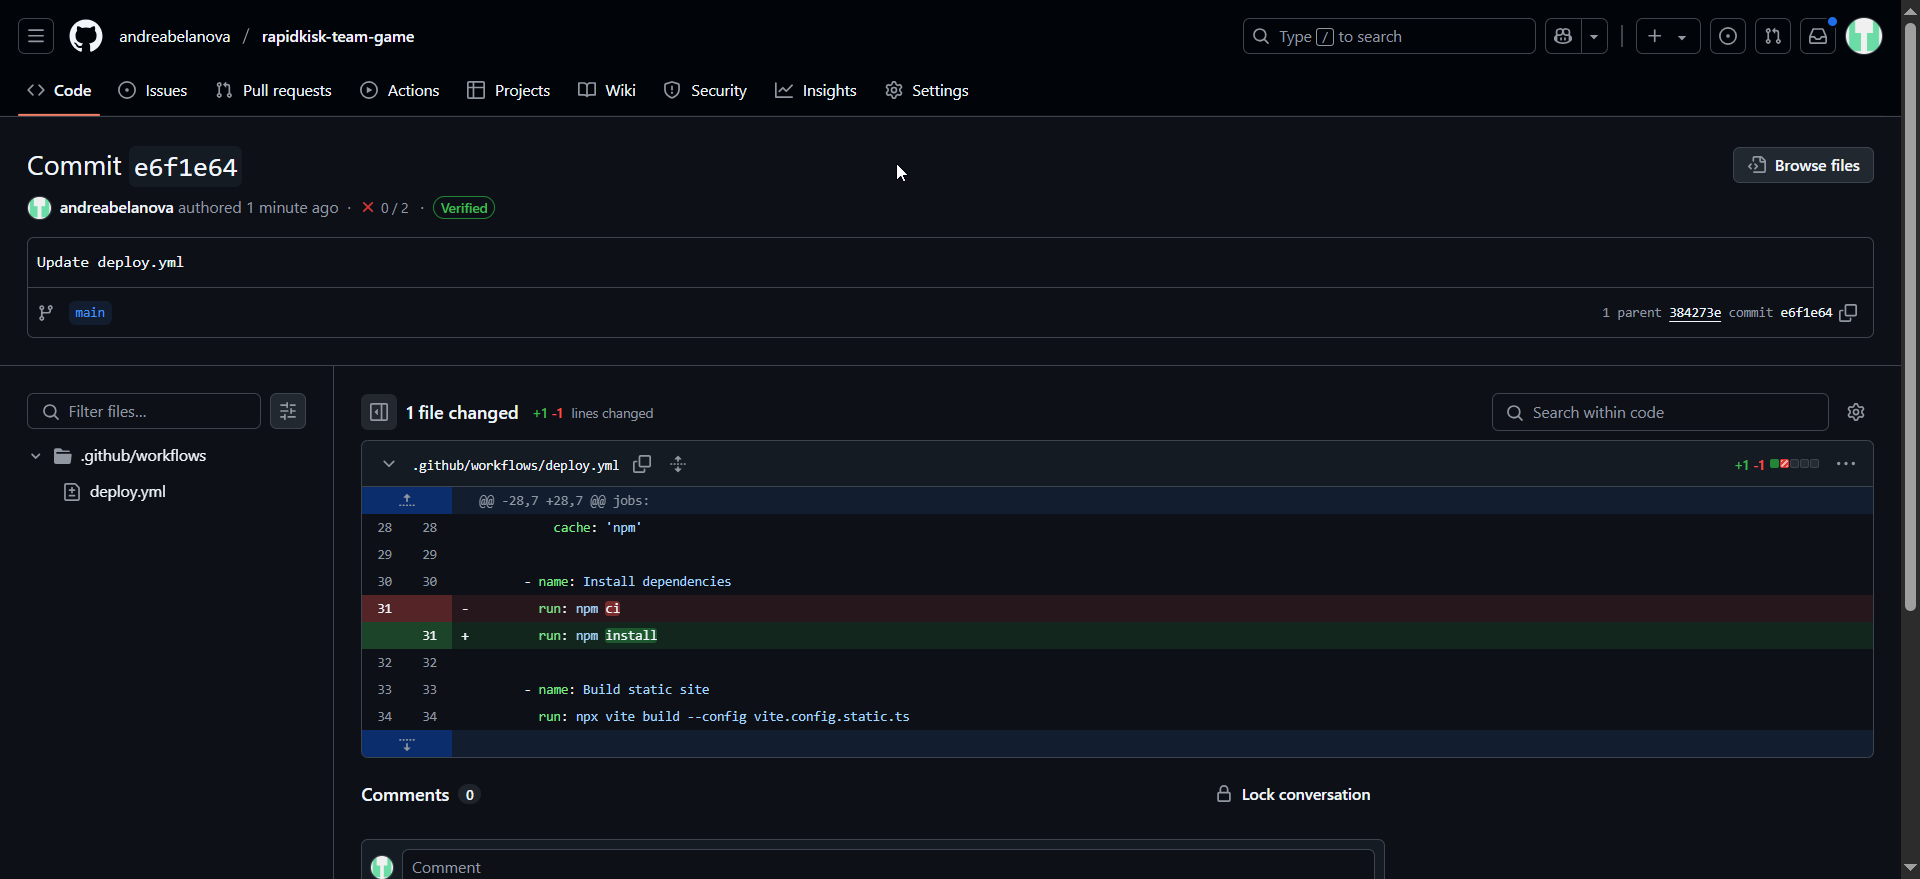 andreabelanova / rapidkisk-team-game
Type / to search
Code
Issues
Pull requests
Actions
Projects
Wiki
Security
Insights
Settings
Commit e6f1e64
Browse files
andreabelanova authored 1 minute ago · 0 / 2 · Verified
Update deploy.yml
main
1 parent 384273e commit e6f1e64
Filter files...
.github/workflows
deploy.yml
1 file changed +1 -1 lines changed
Search within code
.github/workflows/deploy.yml
+1 -1
@@ -28,7 +28,7 @@ jobs:
28 28 cache: 'npm'
29 29
30 30 - name: Install dependencies
31 - run: npm ci
31 + run: npm install
32 32
33 33 - name: Build static site
34 34 run: npx vite build --config vite.config.static.ts
Comments 0
Lock conversation
Comment